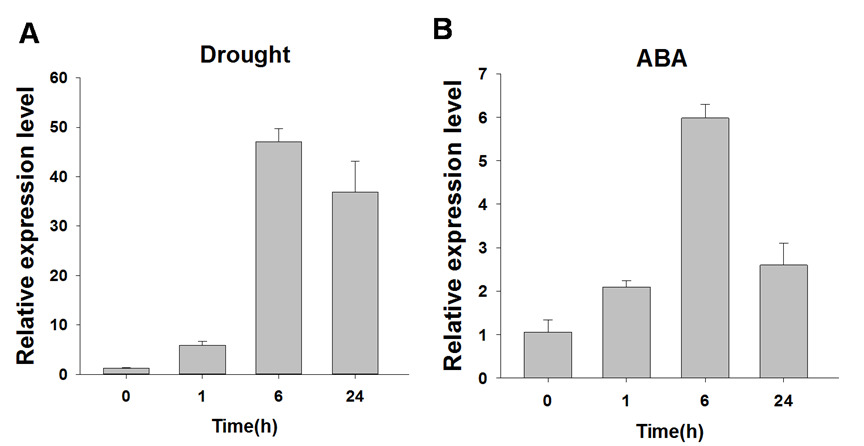 A
Drought
Relative expression level
60
50
40
30
20
10
0
0 1 6 24
Time(h)
B
ABA
Relative expression level
7
6
5
4
3
2
1
0
0 1 6 24
Time(h)